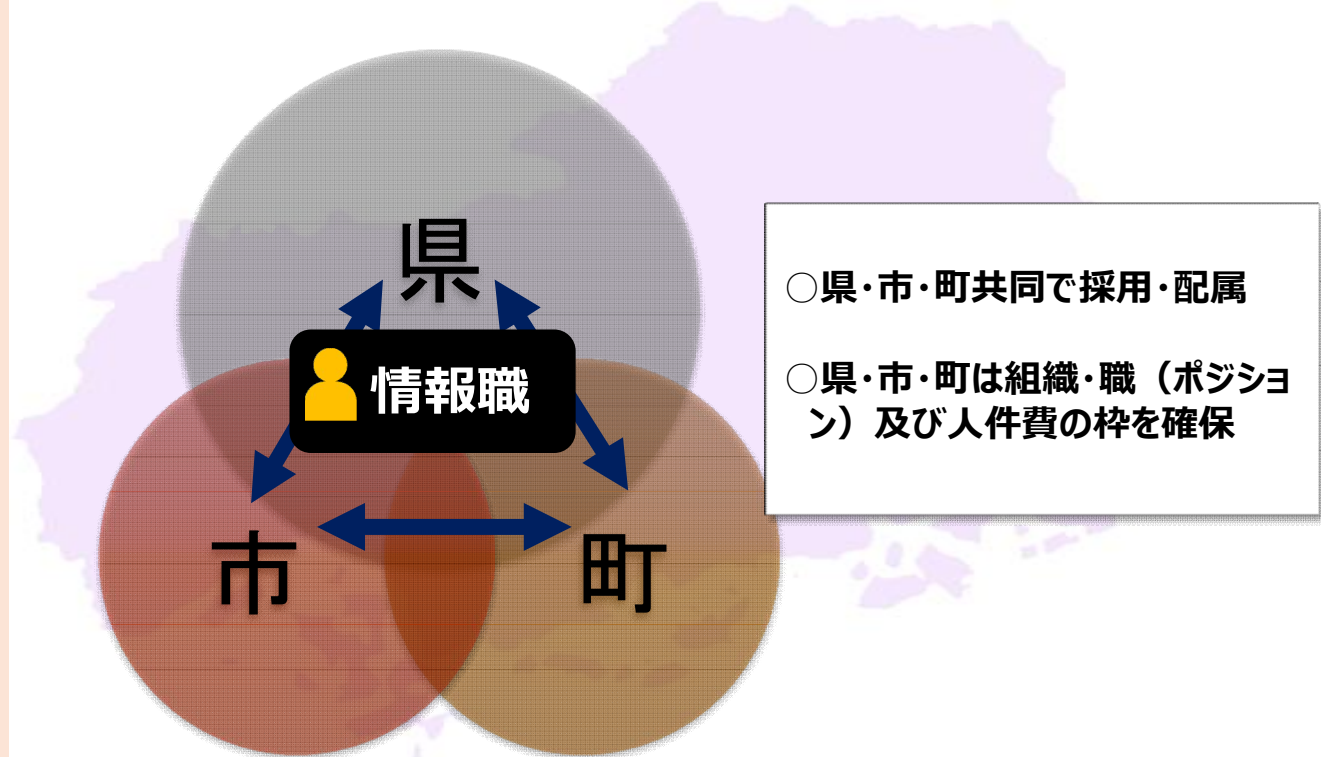 県
情報職
市
町
○県・市・町共同で採用・配属
○県・市・町は組織・職（ポジショ
ン）及び人件費の枠を確保